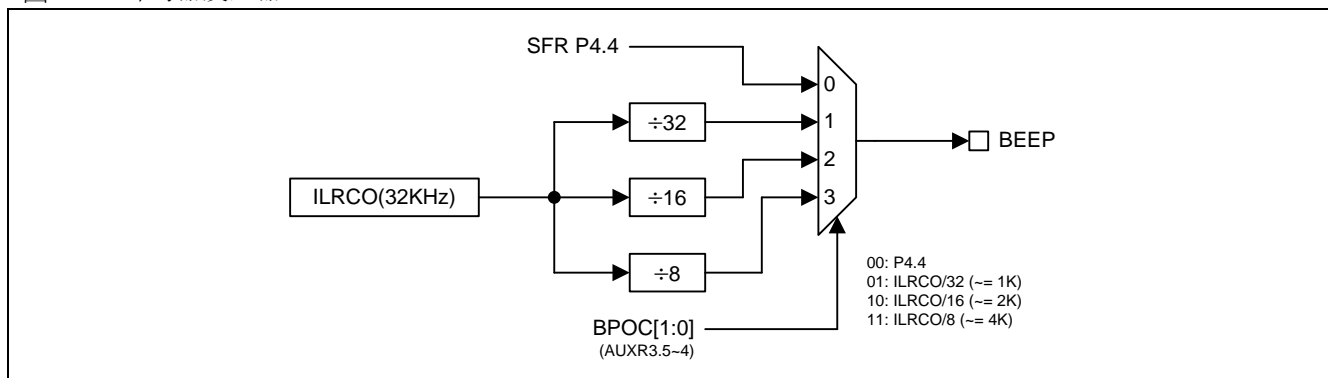 SFR P4.4
0
÷32
1
BEEP
2
ILRCO(32KHz)
÷16
3
÷8
00: P4.4
01: ILRCO/32 (~= 1K)
10: ILRCO/16 (~= 2K)
11: ILRCO/8 (~= 4K)
BPOC[1:0]
(AUXR3.5~4)